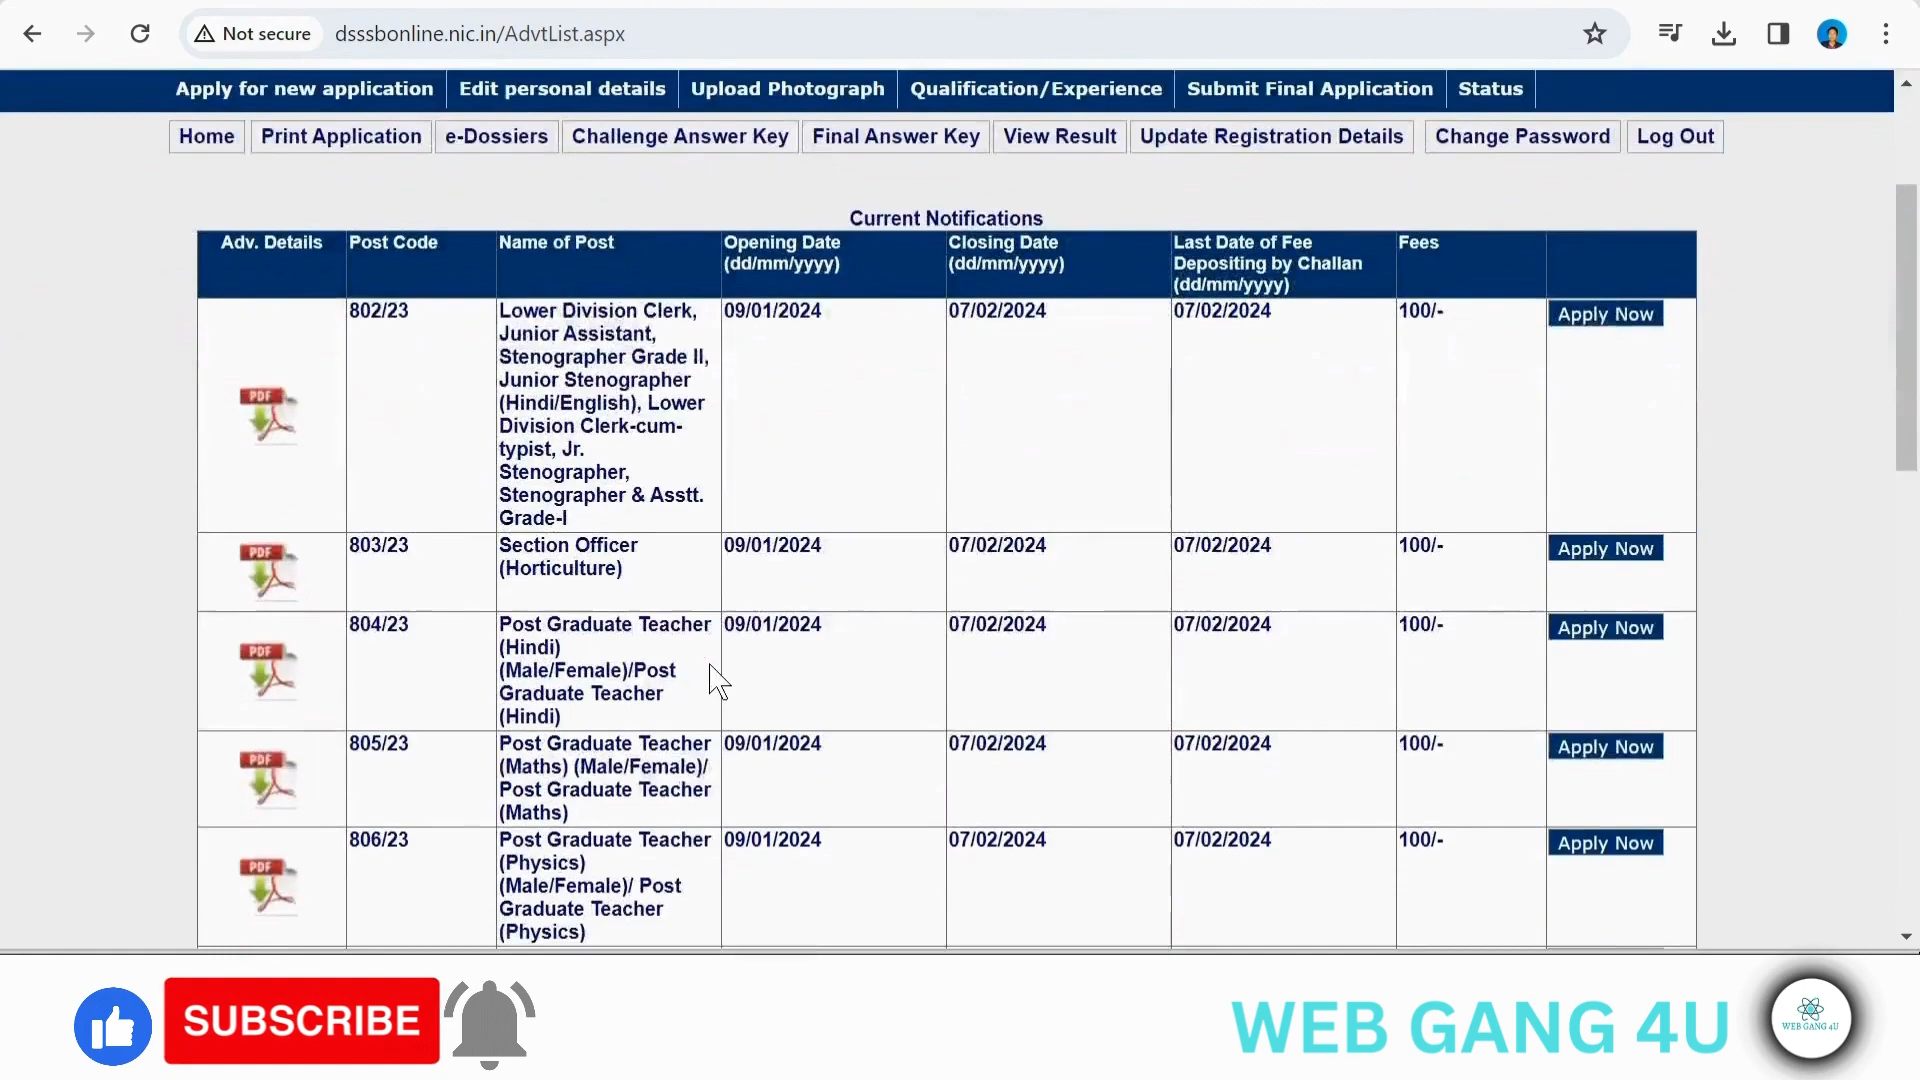 Not secure
dsssbonline.nic.in/AdvtList.aspx
Apply for new application
Edit personal details
Upload Photograph
Qualification/Experience
Submit Final Application
Status
Home
Print Application
e-Dossiers
Challenge Answer Key
Final Answer Key
View Result
Update Registration Details
Change Password
Log Out
Current Notifications
Adv. Details
Post Code
Name of Post
Opening Date
(dd/mm/yyyy)
Closing Date
(dd/mm/yyyy)
Last Date of Fee
Depositing by Challan
(dd/mm/yyyy)
Fees
PDF
802/23
Lower Division Clerk,
Junior Assistant,
Stenographer Grade II,
Junior Stenographer
(Hindi/English), Lower
Division Clerk-cum-
typist, Jr.
Stenographer,
Stenographer & Asstt.
Grade-I
09/01/2024
07/02/2024
07/02/2024
100/-
Apply Now
PDF
803/23
Section Officer
(Horticulture)
09/01/2024
07/02/2024
07/02/2024
100/-
Apply Now
PDF
804/23
Post Graduate Teacher
(Hindi)
(Male/Female)/Post
Graduate Teacher
(Hindi)
09/01/2024
07/02/2024
07/02/2024
100/-
Apply Now
PDF
805/23
Post Graduate Teacher
(Maths) (Male/Female)/
Post Graduate Teacher
(Maths)
09/01/2024
07/02/2024
07/02/2024
100/-
Apply Now
PDF
806/23
Post Graduate Teacher
(Physics)
(Male/Female)/ Post
Graduate Teacher
(Physics)
09/01/2024
07/02/2024
07/02/2024
100/-
Apply Now
SUBSCRIBE
WEB GANG 4U
WEB GANG 4U